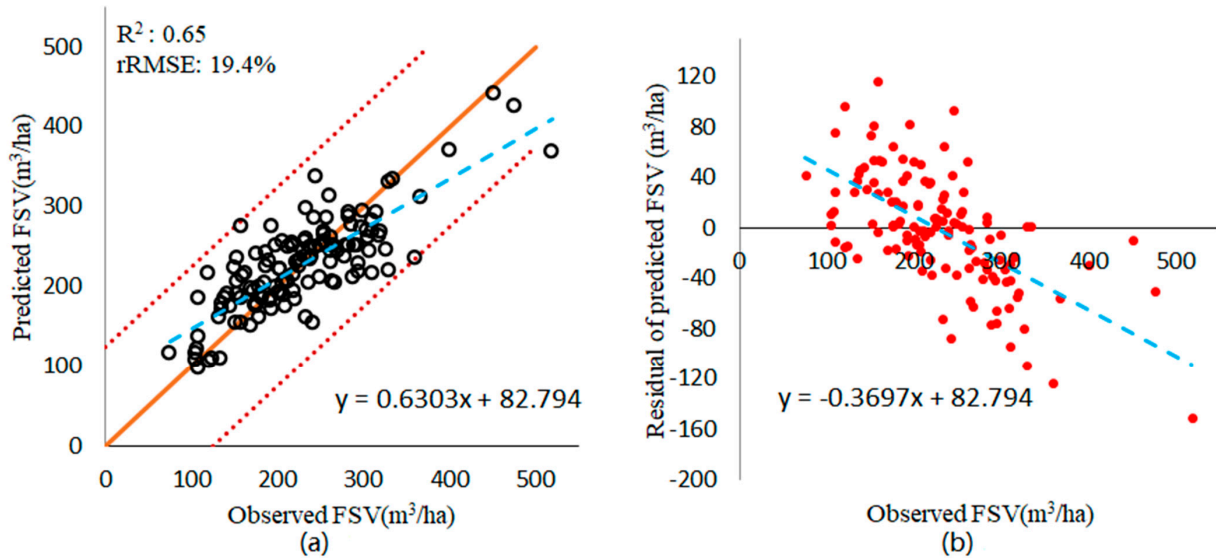 R²: 0.65
rRMSE: 19.4%
Predicted FSV(m³/ha)
500
400
300
200
100
0
y = 0.6303x + 82.794
0 100 200 300 400 500
Observed FSV(m³/ha)
(a)
Residual of predicted FSV (m³/ha)
120
80
40
0
-40
-80
-120
-160
-200
0 100 200 300 400 500
y = -0.3697x + 82.794
Observed FSV(m³/ha)
(b)